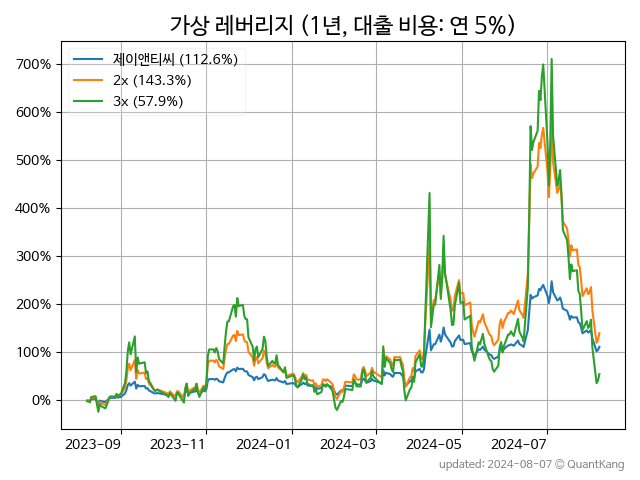 가상 레버리지 (1년, 대출 비용: 연 5%)
제이앤티씨 (112.6%)
2x (143.3%)
3x (57.9%)
700%
600%
500%
400%
300%
200%
100%
0%
2023-09 2023-11 2024-01 2024-03 2024-05 2024-07
updated: 2024-08-07 © QuantKang